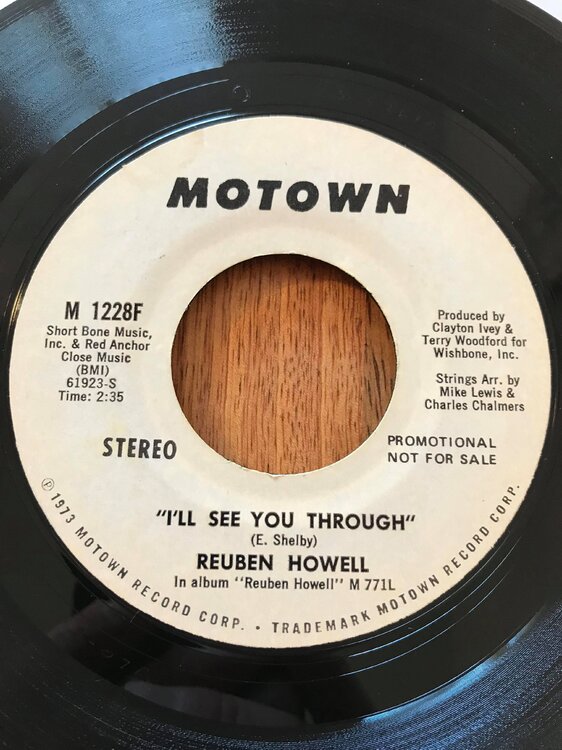 MOTOWN
M 1228F
Short Bone Music,
Inc. & Red Anchor
Close Music
(BMI)
61923-S
Time: 2:35
STEREO
Produced by
Clayton Ivey &
Terry Woodford for
Wishbone, Inc.
Strings Arr. by
Mike Lewis &
Charles Chalmers
PROMOTIONAL
NOT FOR SALE
"I'LL SEE YOU THROUGH"
(E. Shelby)
REUBEN HOWELL
In album "Reuben Howell" M 771L
℗ 1973 MOTOWN RECORD CORP. • TRADEMARK MOTOWN RECORD CORP.